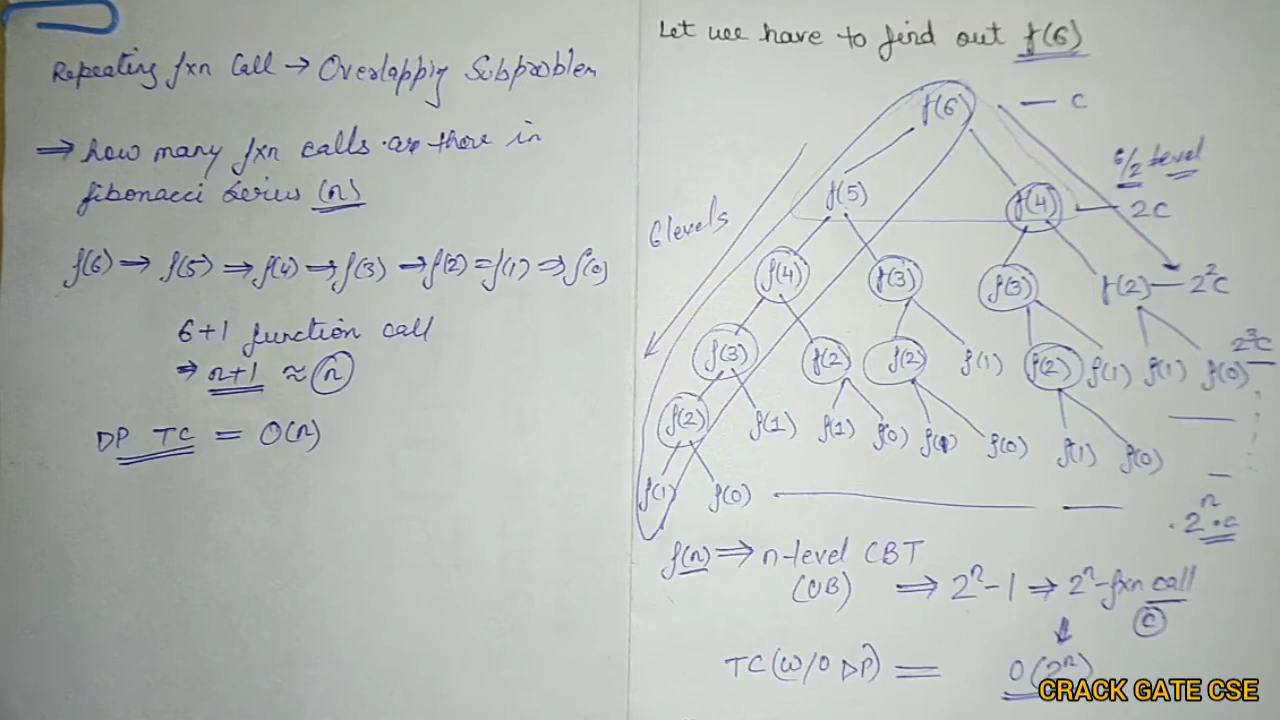 Repeating fxn Call → Overlappig Subproblem
⇒ how many fxn calls are there in
fibonacci series (n)
f(6) ⇒ f(5) ⇒ f(4) ⇒ f(3) ⇒ f(2) = f(1) ⇒ f(0)
6+1 function call
⇒ n+1 ≈ n
DP TC = O(n)
Let we have to find out f(6)
f(6) — c
6/2 level
6 levels
f(5) f(4) — 2c
f(4) f(3) f(3) f(2) — 2²c
f(3) f(2) f(2) f(1) f(2) f(1) f(1) f(0) 2³c
f(2) f(1) f(1) f(0) f(1) f(0) f(1) f(0)
f(1) f(0)
2ⁿ·c
f(n) ⇒ n-level CBT
(UB) ⇒ 2ⁿ-1 ⇒ 2ⁿ-fxn call
c
TC (W/O DP) = O(2ⁿ)
CRACK GATE CSE